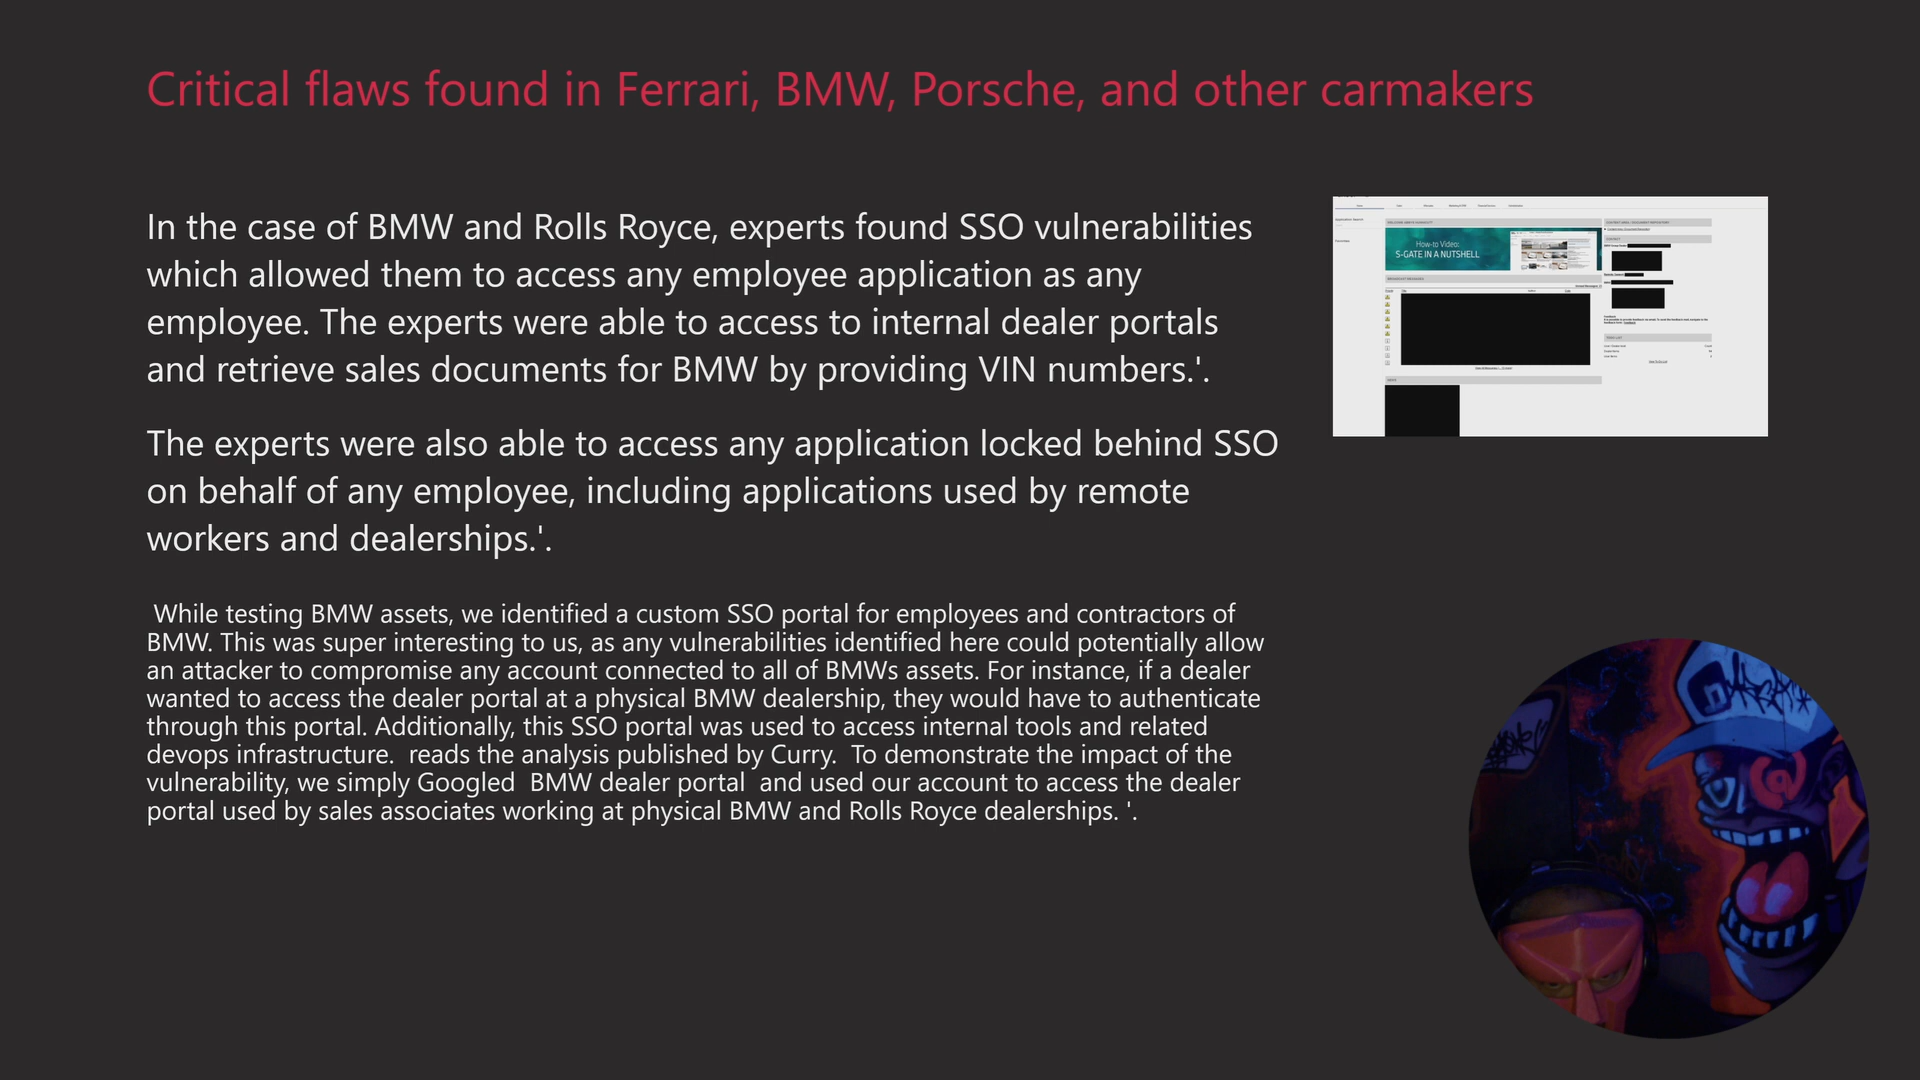 Critical flaws found in Ferrari, BMW, Porsche, and other carmakers
In the case of BMW and Rolls Royce, experts found SSO vulnerabilities
which allowed them to access any employee application as any
employee. The experts were able to access to internal dealer portals
and retrieve sales documents for BMW by providing VIN numbers.'.
The experts were also able to access any application locked behind SSO
on behalf of any employee, including applications used by remote
workers and dealerships.'.
While testing BMW assets, we identified a custom SSO portal for employees and contractors of
BMW. This was super interesting to us, as any vulnerabilities identified here could potentially allow
an attacker to compromise any account connected to all of BMWs assets. For instance, if a dealer
wanted to access the dealer portal at a physical BMW dealership, they would have to authenticate
through this portal. Additionally, this SSO portal was used to access internal tools and related
devops infrastructure.  reads the analysis published by Curry.  To demonstrate the impact of the
vulnerability, we simply Googled  BMW dealer portal  and used our account to access the dealer
portal used by sales associates working at physical BMW and Rolls Royce dealerships. '.
How-to Video:
S-GATE IN A NUTSHELL